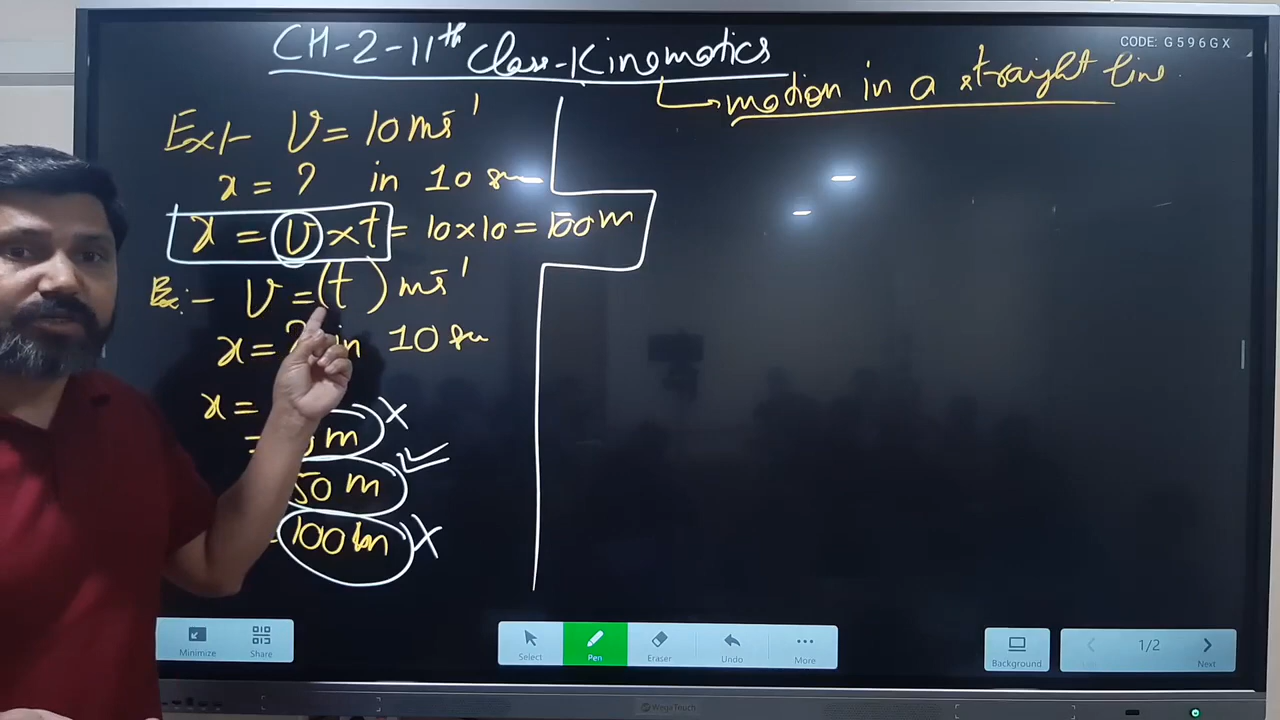 CH-2-11th Class-Kinematics
motion in a straight line
CODE: G596GX
Ex:- v = 10 ms⁻¹
x = ? in 10 sec
x = v × t = 10×10 = 100 m
Ex:- v = (t) ms⁻¹
x = ? in 10 sec
x =
= m ×
50 m ✓
100 ×
Minimize
Share
Select
Pen
Eraser
Undo
More
Background
1/2
Next